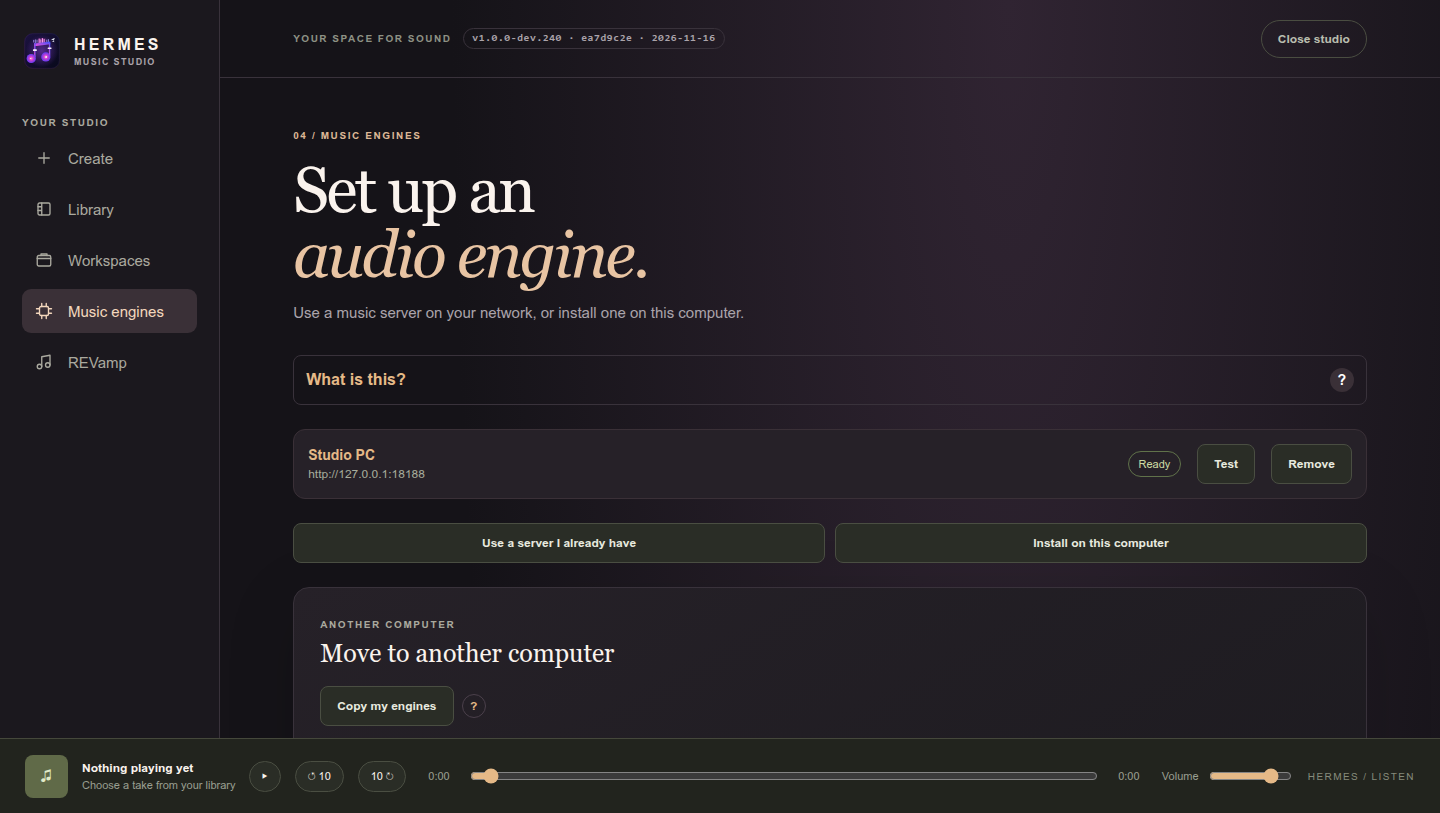 HERMES
MUSIC STUDIO
YOUR STUDIO
Create
Library
Workspaces
Music engines
REVamp
YOUR SPACE FOR SOUND
v1.0.0-dev.240 · ea7d9c2e · 2026-11-16
Close studio
04 / MUSIC ENGINES
Set up an
audio engine.
Use a music server on your network, or install one on this computer.
What is this?
?
Studio PC
http://127.0.0.1:18188
Ready
Test
Remove
Use a server I already have
Install on this computer
ANOTHER COMPUTER
Move to another computer
Copy my engines
?
Nothing playing yet
Choose a take from your library
10
10
0:00
0:00
Volume
HERMES / LISTEN